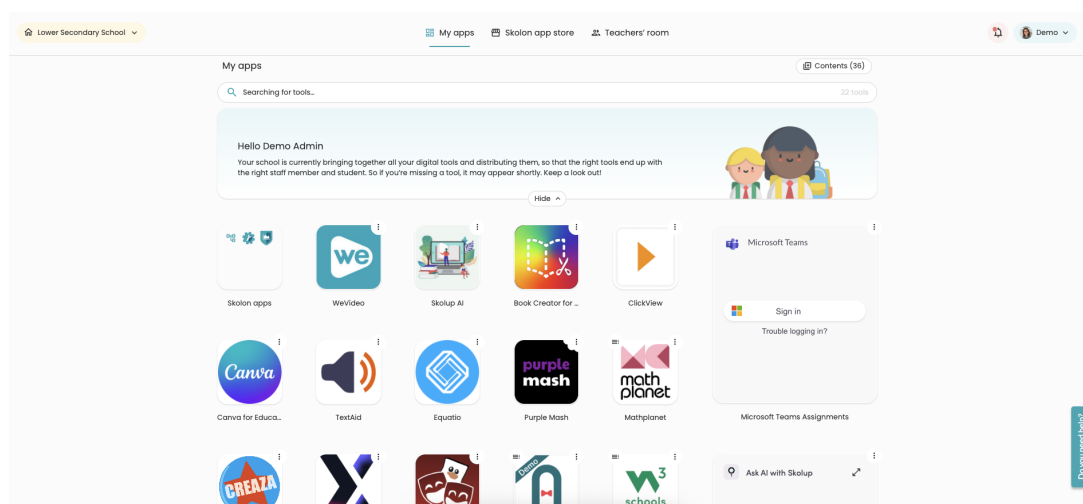 Lower Secondary School
My apps
Skolon app store
Teachers' room
Demo
My apps
Contents (36)
Searching for tools...
22 tools
Hello Demo Admin
Your school is currently bringing together all your digital tools and distributing them, so that the right tools end up with
the right staff member and student. So if you're missing a tool, it may appear shortly. Keep a look out!
Hide
we
Microsoft Teams
Sign in
Trouble logging in?
Skolon apps
WeVideo
Skolup AI
Book Creator for ...
ClickView
Canva
purple
mash
math
planet
Canva for Educa...
TextAid
Equatio
Purple Mash
Mathplanet
Microsoft Teams Assignments
Do you need help?
CREAZA
Demo
w3
schools
Ask AI with Skolup